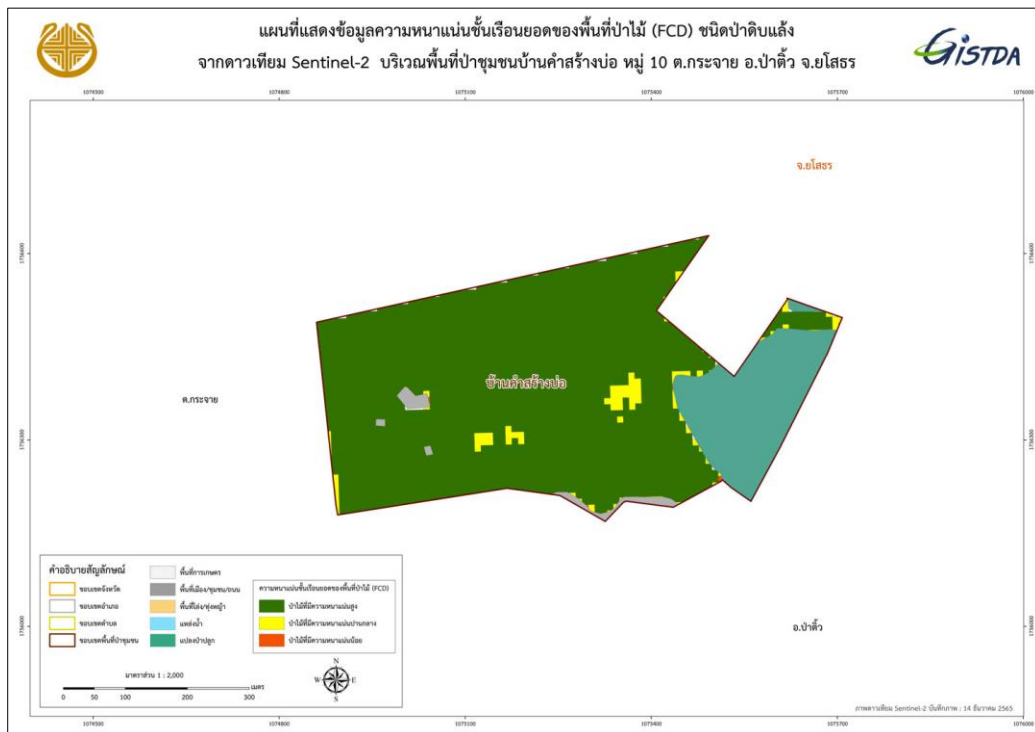 แผนที่แสดงข้อมูลความหนาแน่นชั้นเรือนยอดของพื้นที่ป่าไม้ (FCD) ชนิดป่าดิบแล้ง
จากดาวเทียม Sentinel-2 บริเวณพื้นที่ป่าชุมชนบ้านคำสร้างบ่อ หมู่ 10 ต.กระจาย อ.ป่าติ้ว จ.ยโสธร
GISTDA
1074500 1074800 1075100 1075400 1075700 1076000
จ.ยโสธร
1756600 1756600
บ้านคำสร้างบ่อ
ต.กระจาย
1756300 1756300
คำอธิบายสัญลักษณ์
ขอบเขตจังหวัด
ขอบเขตอำเภอ
ขอบเขตตำบล
ขอบเขตพื้นที่ป่าชุมชน
พื้นที่การเกษตร
พื้นที่เมือง/ชุมชน/ถนน
พื้นที่โล่ง/ทุ่งหญ้า
แหล่งน้ำ
แปลงป่าปลูก
ความหนาแน่นชั้นเรือนยอดของพื้นที่ป่าไม้ (FCD)
ป่าไม้ที่มีความหนาแน่นสูง
ป่าไม้ที่มีความหนาแน่นปานกลาง
ป่าไม้ที่มีความหนาแน่นน้อย
1756000 1756000
อ.ป่าติ้ว
มาตราส่วน 1 : 2,000
เมตร
0 50 100 200 300
N
W E
S
ภาพดาวเทียม Sentinel-2 บันทึกภาพ : 14 ธันวาคม 2565
1074500 1074800 1075100 1075400 1075700 1076000